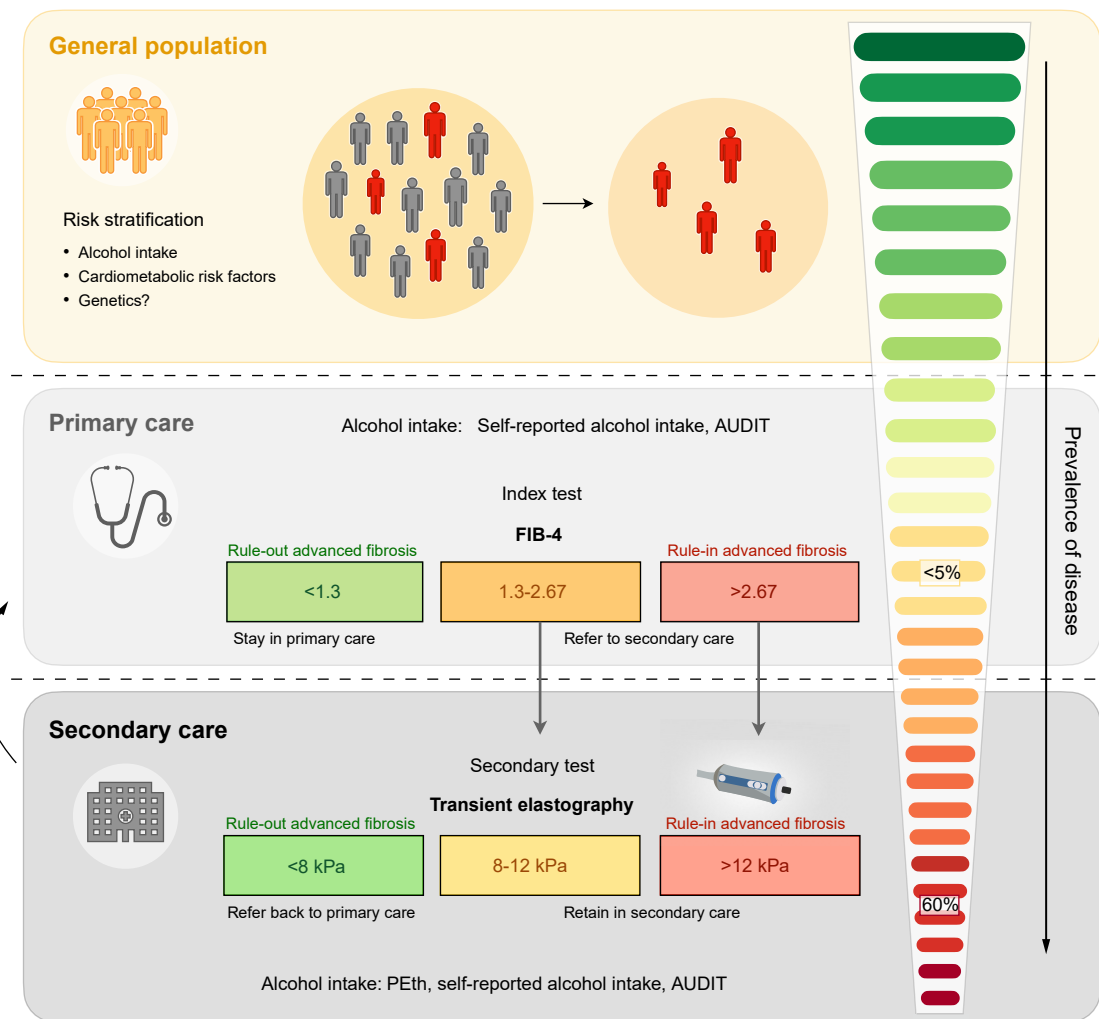 General population
Risk stratification
• Alcohol intake
• Cardiometabolic risk factors
• Genetics?
Primary care
Alcohol intake: Self-reported alcohol intake, AUDIT
Index test
FIB-4
Rule-out advanced fibrosis
Rule-in advanced fibrosis
<1.3
1.3-2.67
>2.67
Stay in primary care
Refer to secondary care
<5%
Prevalence of disease
Secondary care
Secondary test
Transient elastography
Rule-out advanced fibrosis
Rule-in advanced fibrosis
<8 kPa
8-12 kPa
>12 kPa
Refer back to primary care
Retain in secondary care
60%
Alcohol intake: PEth, self-reported alcohol intake, AUDIT